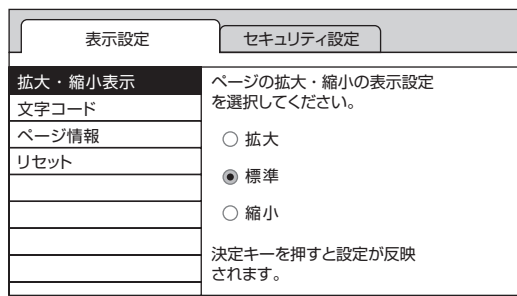 表示設定
セキュリティ設定
拡大・縮小表示
文字コード
ページ情報
リセット
ページの拡大・縮小の表示設定
を選択してください。
拡大
標準
縮小
決定キーを押すと設定が反映
されます。